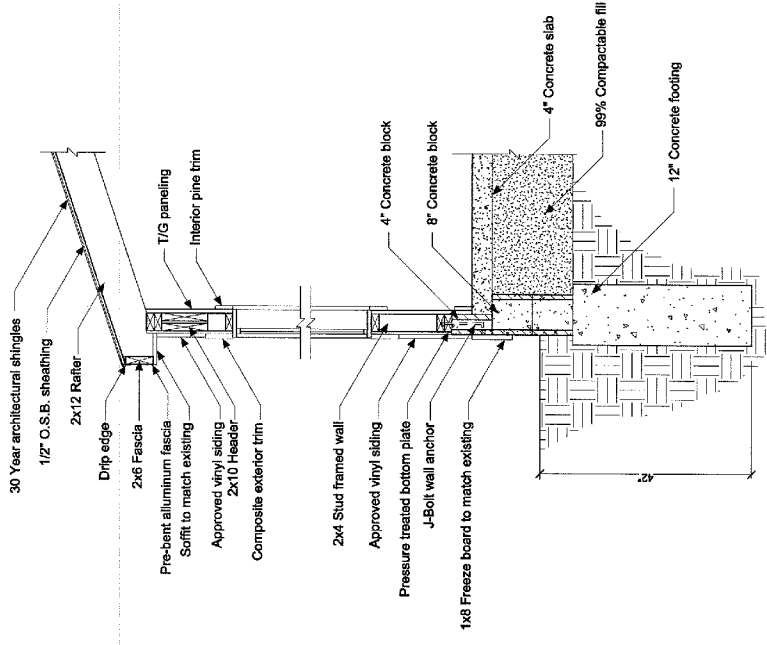 30 Year architectural shingles
1/2" O.S.B. sheathing
2x12 Rafter
Drip edge
2x6 Fascia
Pre-bent alluminum fascia
Soffit to match existing
Approved vinyl siding
2x10 Header
Composite exterior trim
T/G paneling
Interior pine trim
2x4 Stud framed wall
Approved vinyl siding
Pressure treated bottom plate
J-Bolt wall anchor
1x8 Freeze board to match existing
4" Concrete block
8" Concrete block
4" Concrete slab
99% Compactable fill
12" Concrete footing
42"